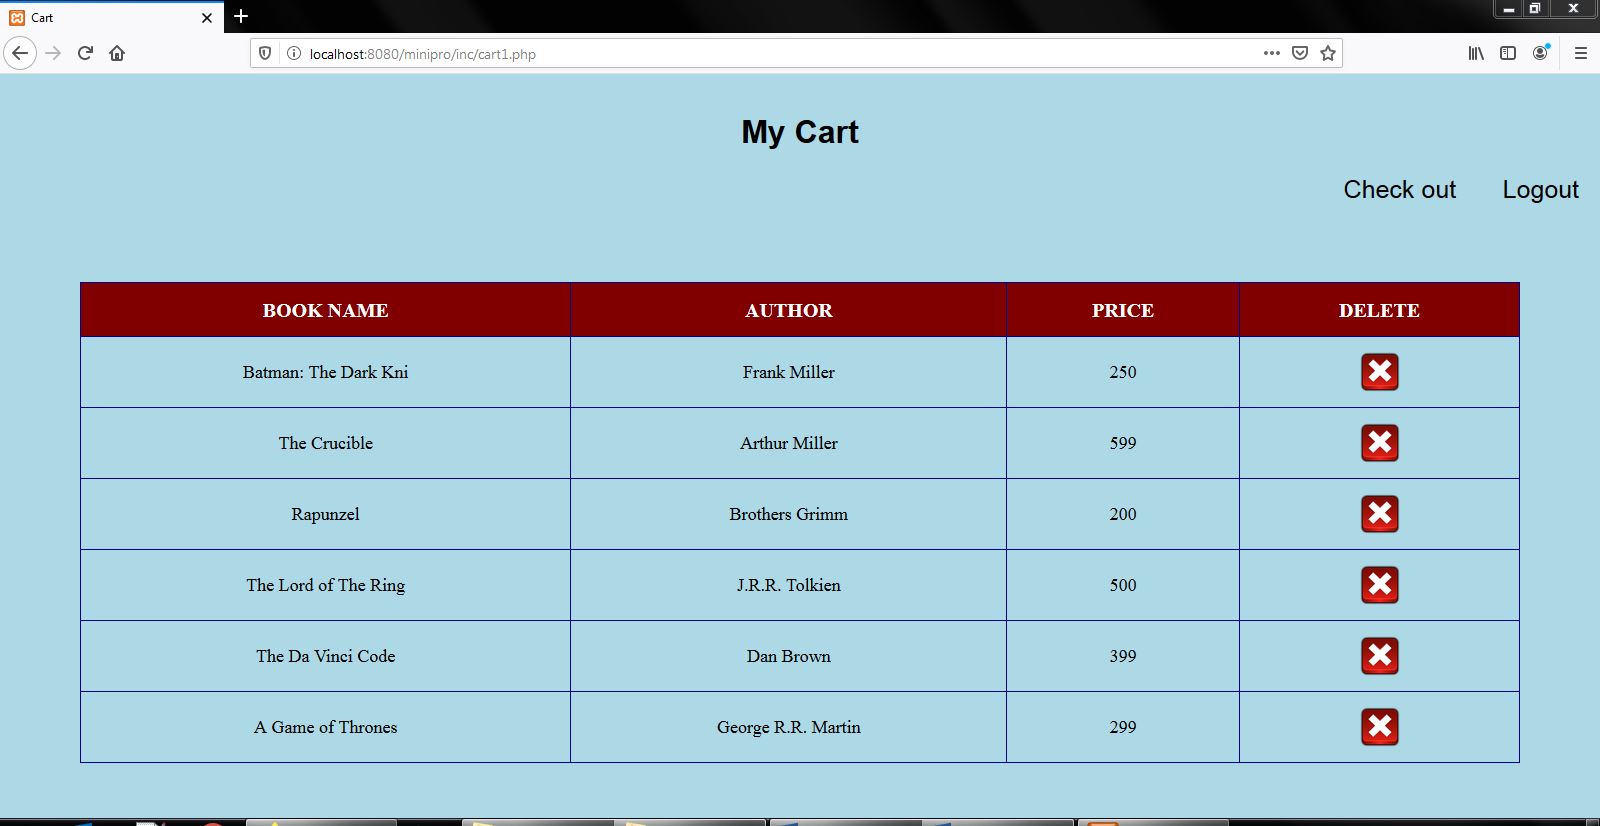 Cart
localhost:8080/minipro/inc/cart1.php
My Cart
Check out Logout
BOOK NAME AUTHOR PRICE DELETE
Batman: The Dark Kni Frank Miller 250
The Crucible Arthur Miller 599
Rapunzel Brothers Grimm 200
The Lord of The Ring J.R.R. Tolkien 500
The Da Vinci Code Dan Brown 399
A Game of Thrones George R.R. Martin 299